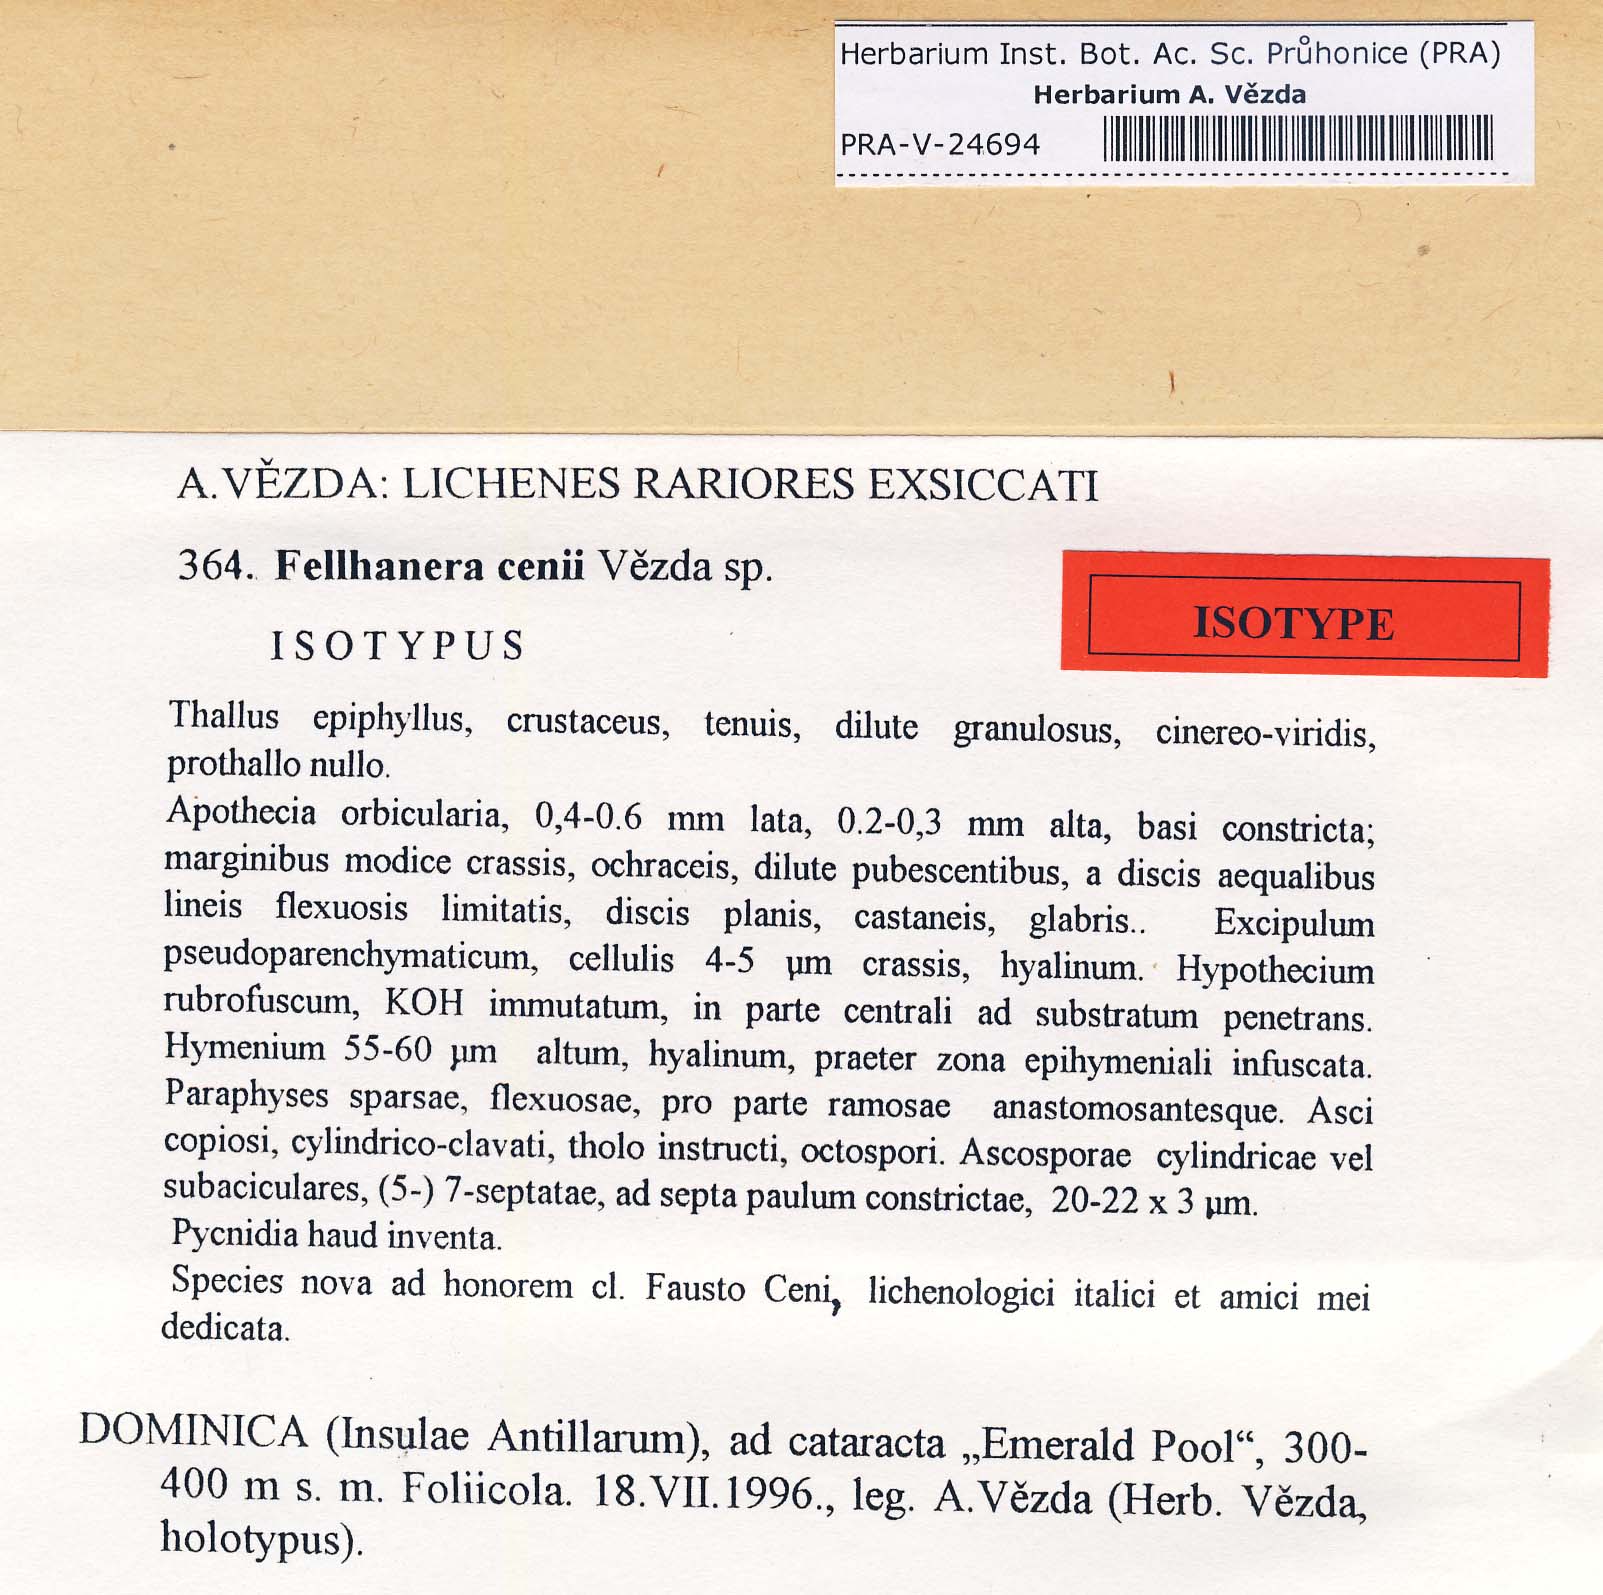 Herbarium Inst. Bot. Ac. Sc. Průhonice (PRA)
Herbarium A. Vězda
PRA-V-24694
A.VĚZDA: LICHENES RARIORES EXSICCATI
364. Fellhanera cenii Vězda sp.
ISOTYPUS
ISOTYPE
Thallus epiphyllus, crustaceus, tenuis, dilute granulosus, cinereo-viridis,
prothallo nullo.
Apothecia orbicularia, 0,4-0.6 mm lata, 0.2-0,3 mm alta, basi constricta;
marginibus modice crassis, ochraceis, dilute pubescentibus, a discis aequalibus
lineis flexuosis limitatis, discis planis, castaneis, glabris.. Excipulum
pseudoparenchymaticum, cellulis 4-5 µm crassis, hyalinum. Hypothecium
rubrofuscum, KOH immutatum, in parte centrali ad substratum penetrans.
Hymenium 55-60 µm altum, hyalinum, praeter zona epihymeniali infuscata.
Paraphyses sparsae, flexuosae, pro parte ramosae anastomosantesque. Asci
copiosi, cylindrico-clavati, tholo instructi, octospori. Ascosporae cylindricae vel
subaciculares, (5-) 7-septatae, ad septa paulum constrictae, 20-22 x 3 µm.
Pycnidia haud inventa.
Species nova ad honorem cl. Fausto Ceni, lichenologici italici et amici mei
dedicata.
DOMINICA (Insulae Antillarum), ad cataracta „Emerald Pool“, 300-
400 m s. m. Foliicola. 18.VII.1996., leg. A.Vězda (Herb. Vězda,
holotypus).